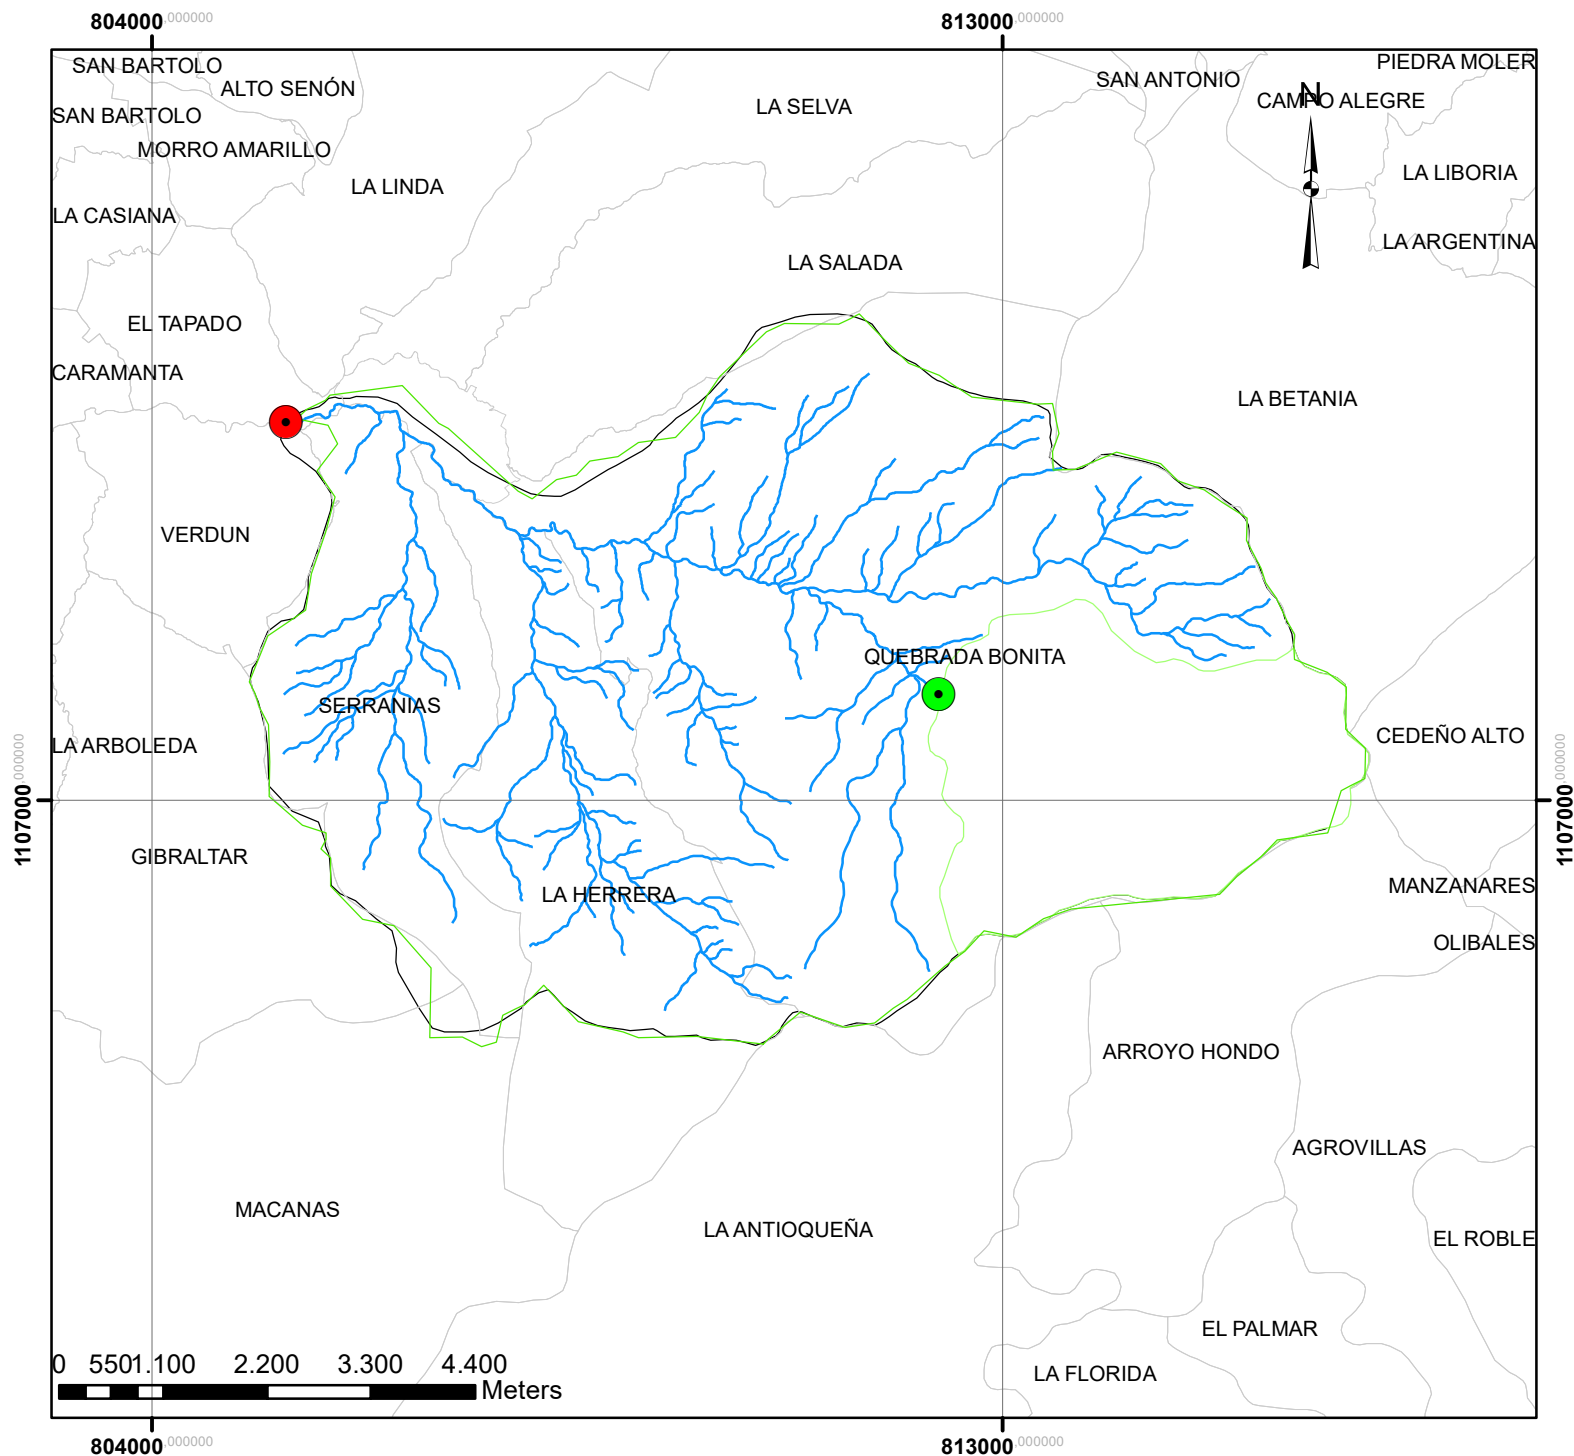 804000,000000
813000,000000
SAN BARTOLO
PIEDRA MOLER
SAN ANTONIO
ALTO SENÓN
N
CAMPO ALEGRE
LA SELVA
SAN BARTOLO
MORRO AMARILLO
LA LIBORIA
LA LINDA
LA CASIANA
LA ARGENTINA
LA SALADA
EL TAPADO
CARAMANTA
LA BETANIA
VERDUN
QUEBRADA BONITA
SERRANIAS
CEDEÑO ALTO
LA ARBOLEDA
1107000,000000
1107000,000000
GIBRALTAR
MANZANARES
LA HERRERA
OLIBALES
ARROYO HONDO
AGROVILLAS
MACANAS
LA ANTIOQUEÑA
EL ROBLE
EL PALMAR
0 550 1.100 2.200 3.300 4.400
LA FLORIDA
Meters
804000,000000
813000,000000